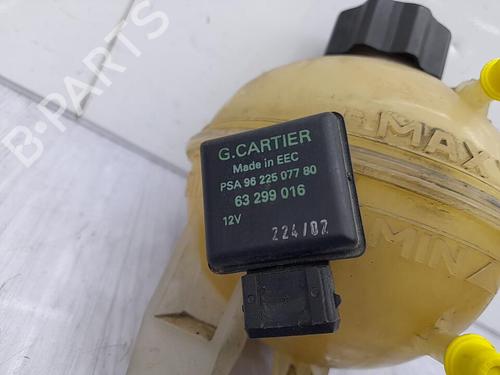 B-Parts
G.CARTIER
Made in EEC
PSA 96 225 077 80
63 299 016
12V
224/02
MAX
MIN